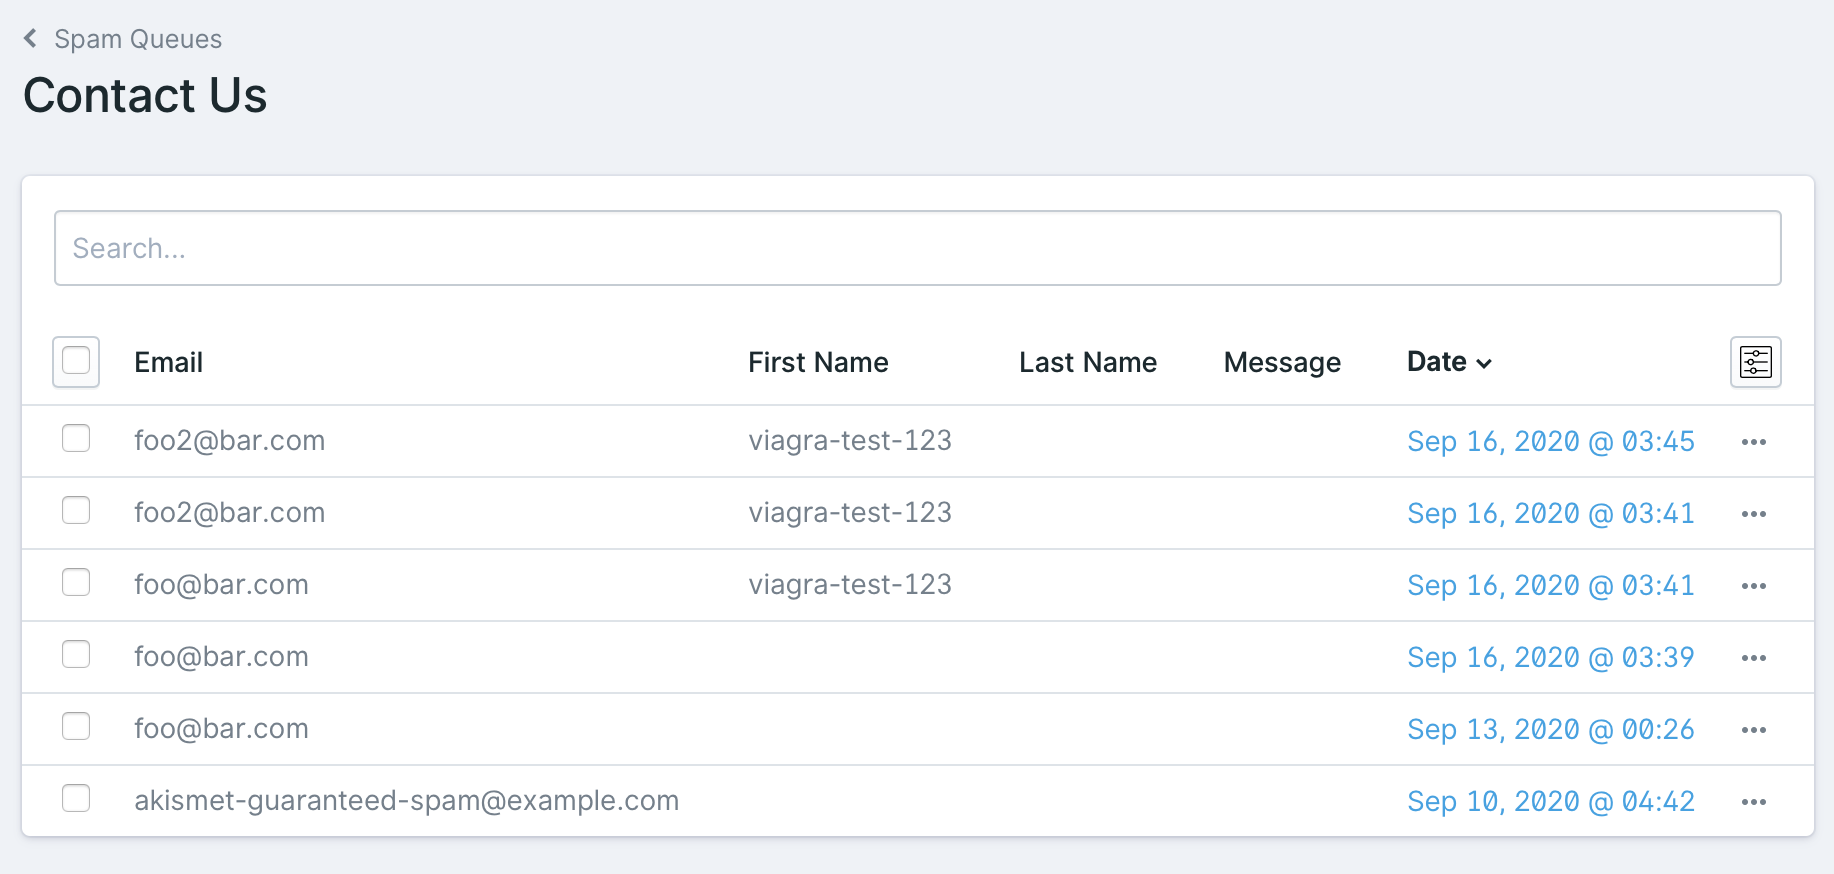 Spam Queues
Contact Us
Search...
Email First Name Last Name Message Date
foo2@bar.com viagra-test-123 Sep 16, 2020 @ 03:45
foo2@bar.com viagra-test-123 Sep 16, 2020 @ 03:41
foo@bar.com viagra-test-123 Sep 16, 2020 @ 03:41
foo@bar.com Sep 16, 2020 @ 03:39
foo@bar.com Sep 13, 2020 @ 00:26
akismet-guaranteed-spam@example.com Sep 10, 2020 @ 04:42